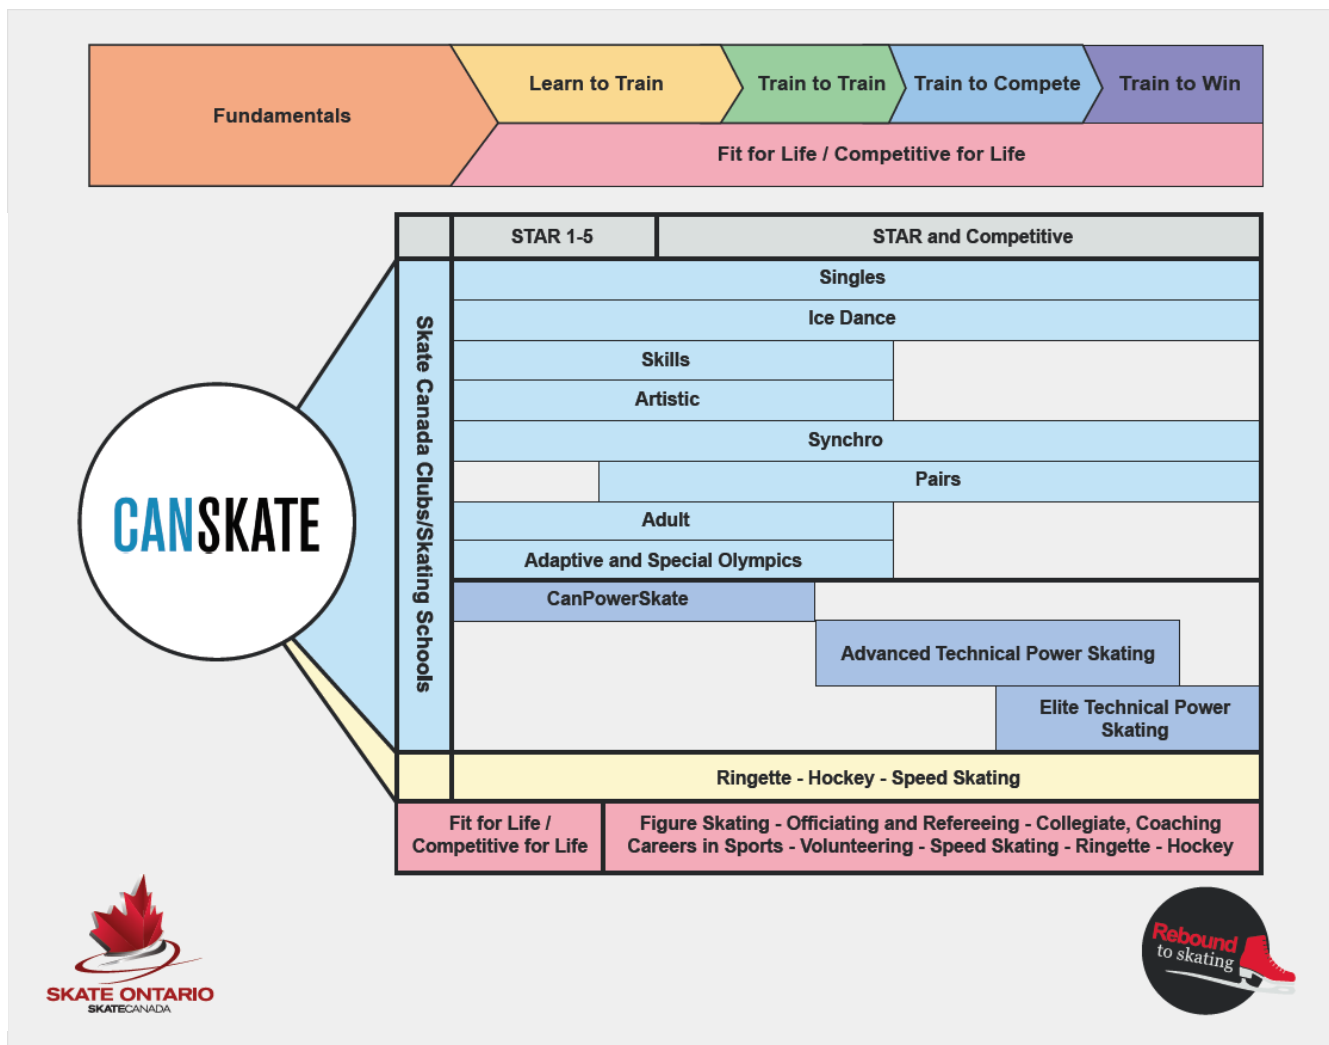 Fundamentals
Learn to Train
Train to Train
Train to Compete
Train to Win
Fit for Life / Competitive for Life
STAR 1-5
STAR and Competitive
Skate Canada Clubs/Skating Schools
Singles
Ice Dance
Skills
Artistic
Synchro
Pairs
Adult
Adaptive and Special Olympics
CanPowerSkate
Advanced Technical Power Skating
Elite Technical Power
Skating
CANSKATE
Ringette - Hockey - Speed Skating
Fit for Life /
Competitive for Life
Figure Skating - Officiating and Refereeing - Collegiate, Coaching
Careers in Sports - Volunteering - Speed Skating - Ringette - Hockey
SKATE ONTARIO
SKATECANADA
Rebound
to skating